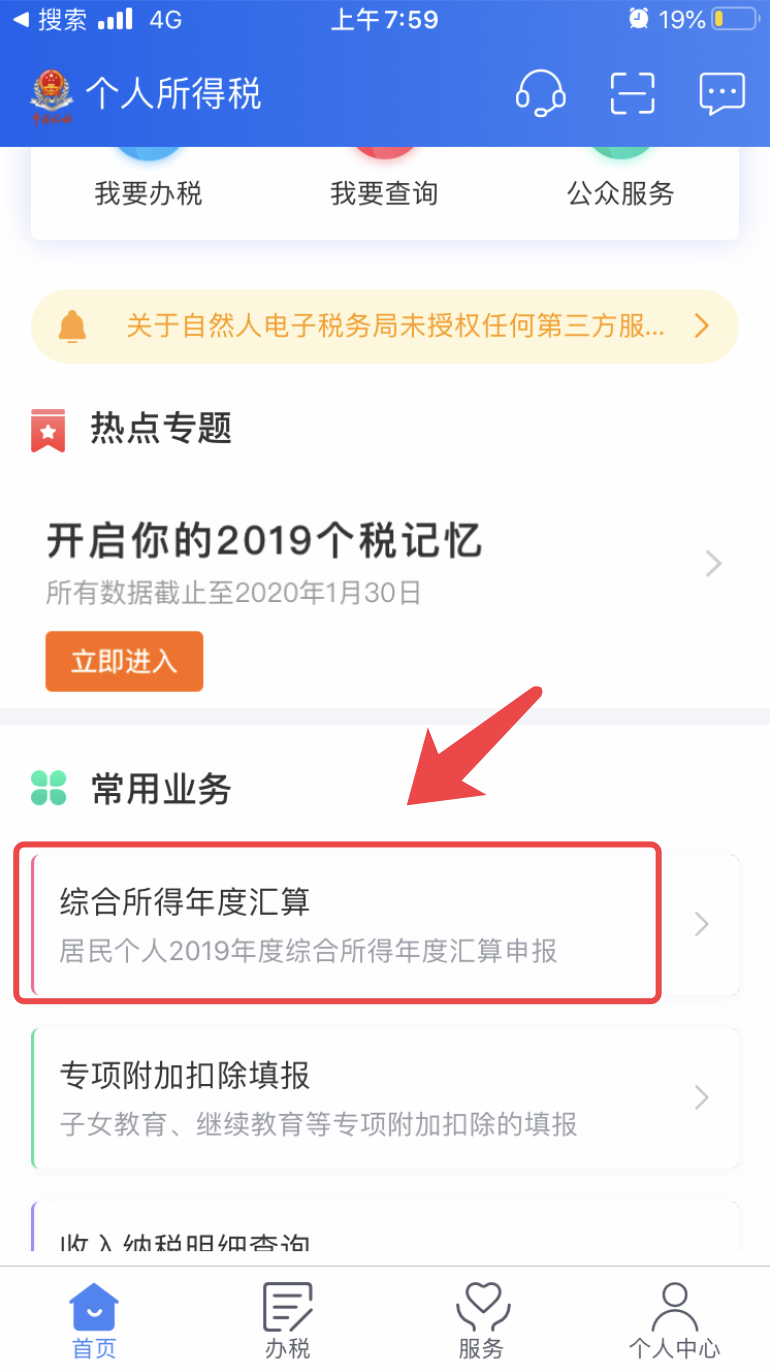 搜索 4G 上午7:59 19%
个人所得税
我要办税 我要查询 公众服务
关于自然人电子税务局未授权任何第三方服...
热点专题
开启你的2019个税记忆
所有数据截止至2020年1月30日
立即进入
常用业务
综合所得年度汇算
居民个人2019年度综合所得年度汇算申报
专项附加扣除填报
子女教育、继续教育等专项附加扣除的填报
收入纳税明细查询
首页 办税 服务 个人中心